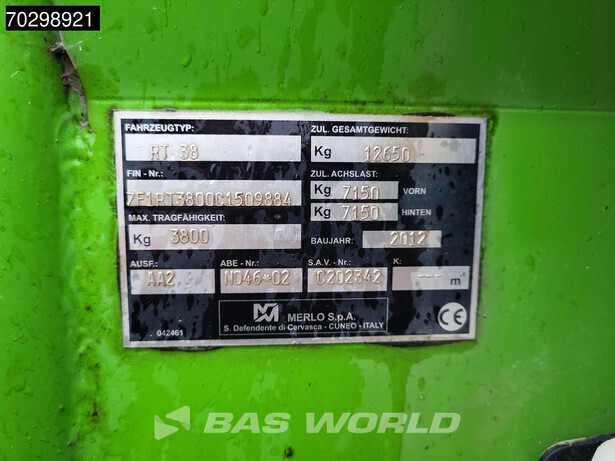 70298921
FAHRZEUGTYP:
RT 38
FIN - Nr.:
ZF1RT3800C1509884
MAX. TRAGFÄHIGKEIT:
Kg 3800
ZUL. GESAMTGEWICHT:
Kg 12650
ZUL. ACHSLAST:
Kg 7150 VORN
Kg 7150 HINTEN
BAUJAHR: 2012
AUSF.: ABE - Nr.: S.A.V. - Nr.: K:
AA2 N046*02 C202342 --- m⁻¹
MERLO S.p.A.
S. Defendente di Cervasca - CUNEO - ITALY
042461
CE
BAS WORLD